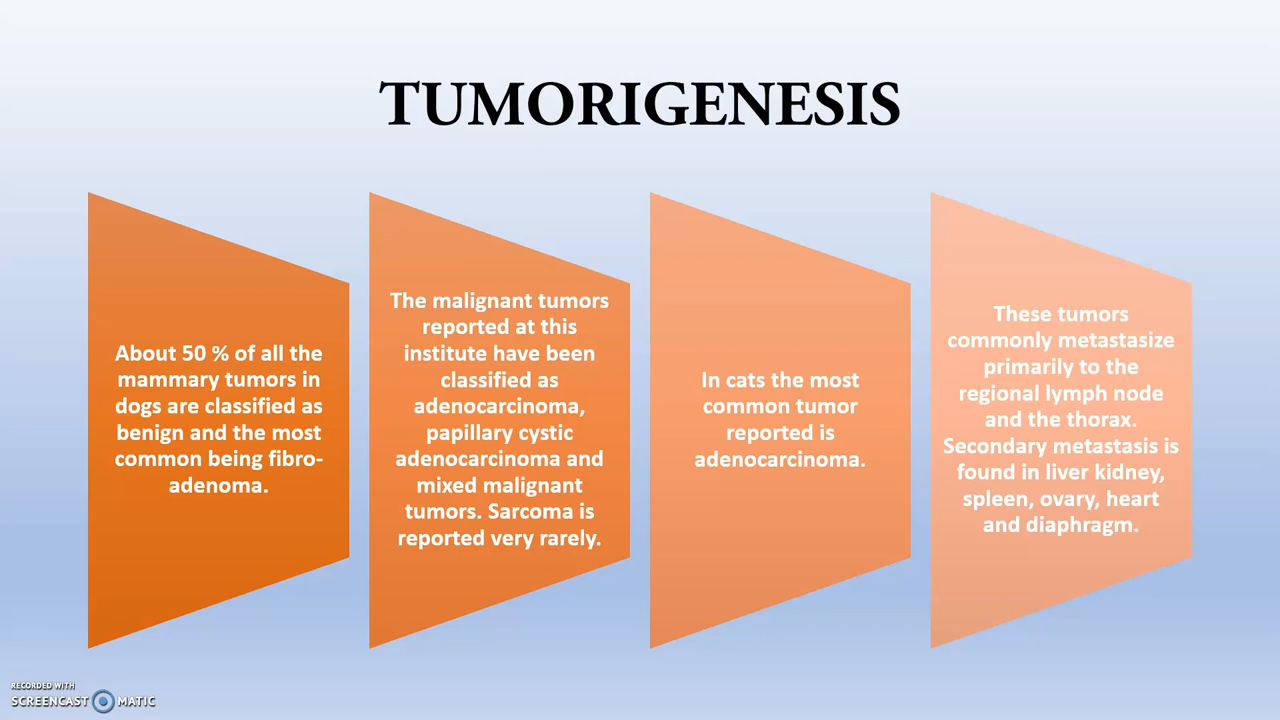 TUMORIGENESIS
About 50 % of all the
mammary tumors in
dogs are classified as
benign and the most
common being fibro-
adenoma.
The malignant tumors
reported at this
institute have been
classified as
adenocarcinoma,
papillary cystic
adenocarcinoma and
mixed malignant
tumors. Sarcoma is
reported very rarely.
In cats the most
common tumor
reported is
adenocarcinoma.
These tumors
commonly metastasize
primarily to the
regional lymph node
and the thorax.
Secondary metastasis is
found in liver kidney,
spleen, ovary, heart
and diaphragm.
RECORDED WITH
SCREENCAST MATIC